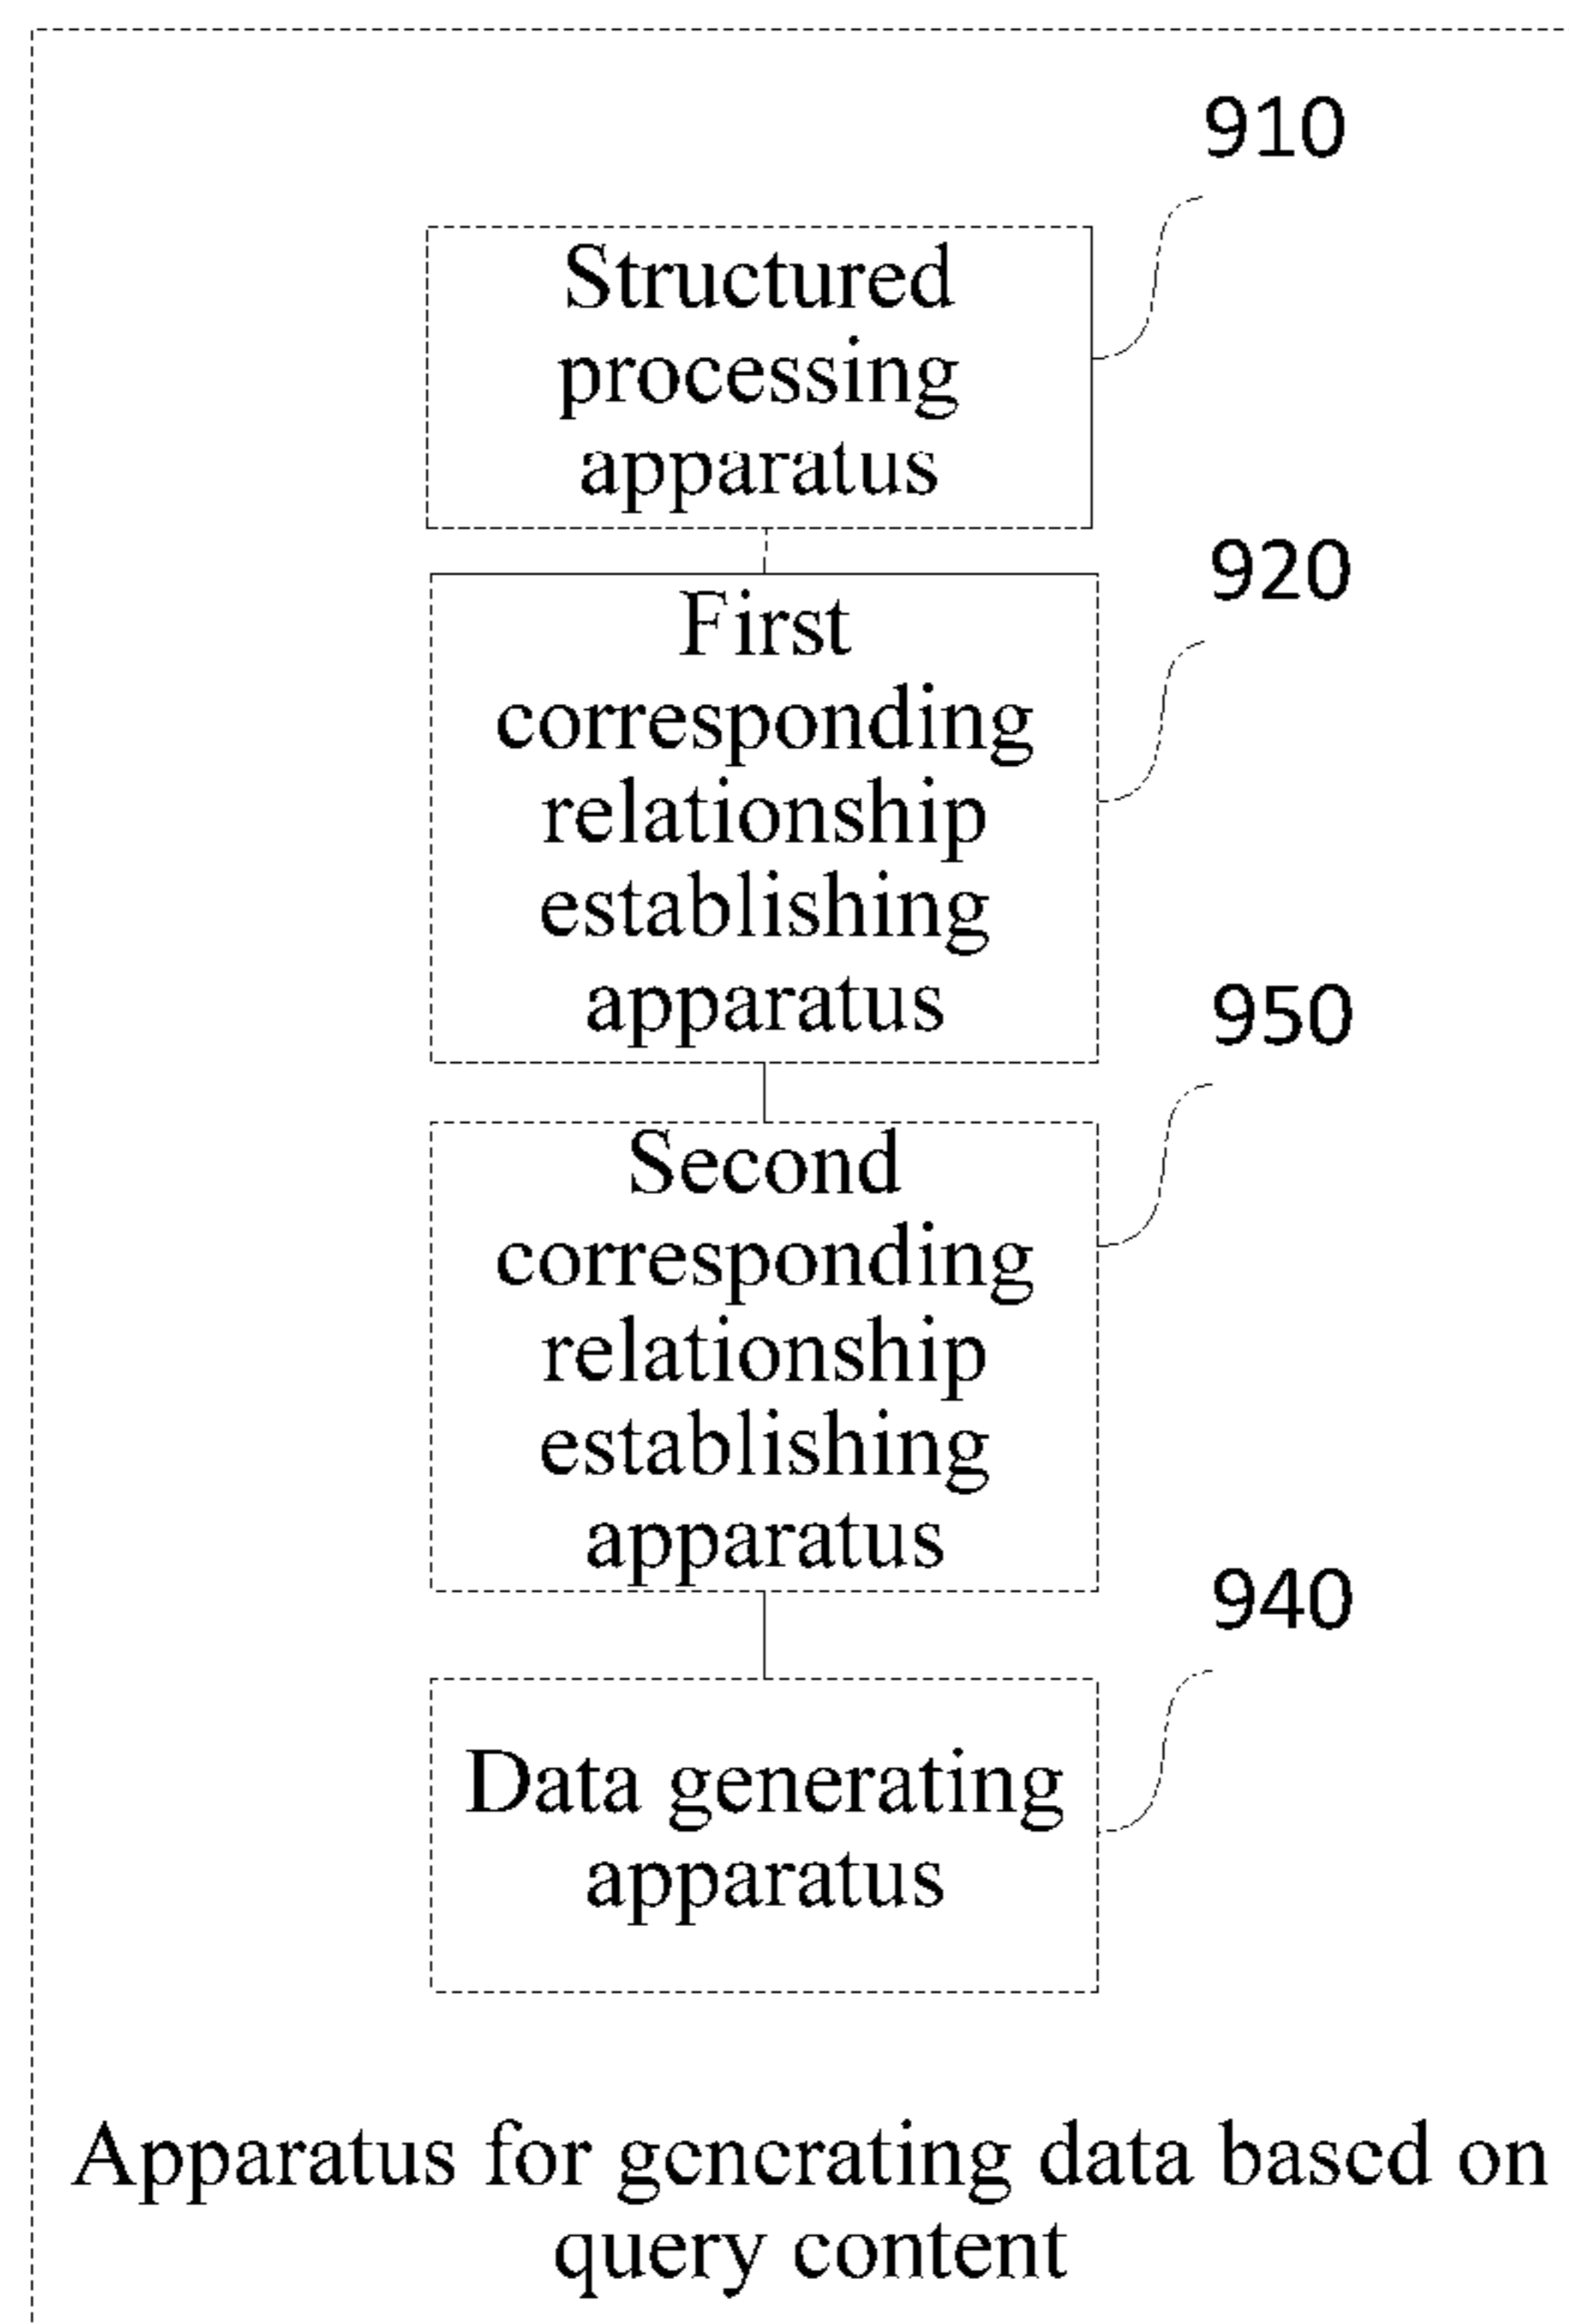 910
Structured
processing
apparatus
920
First
corresponding
relationship
establishing
apparatus
950
Second
corresponding
relationship
establishing
apparatus
940
Data generating
apparatus
Apparatus for generating data based on
query content